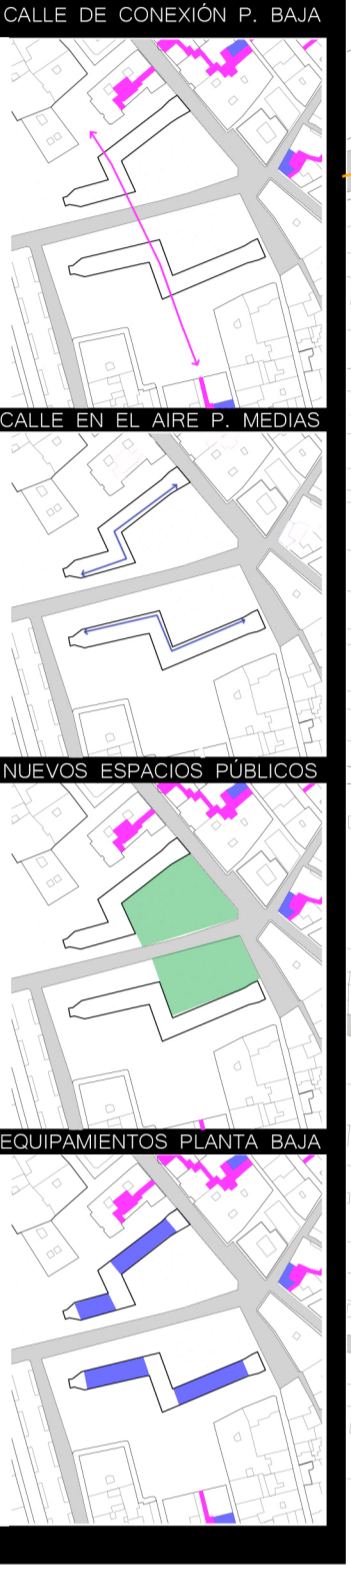 CALLE DE CONEXIÓN P. BAJA
CALLE EN EL AIRE P. MEDIAS
NUEVOS ESPACIOS PÚBLICOS
EQUIPAMIENTOS PLANTA BAJA